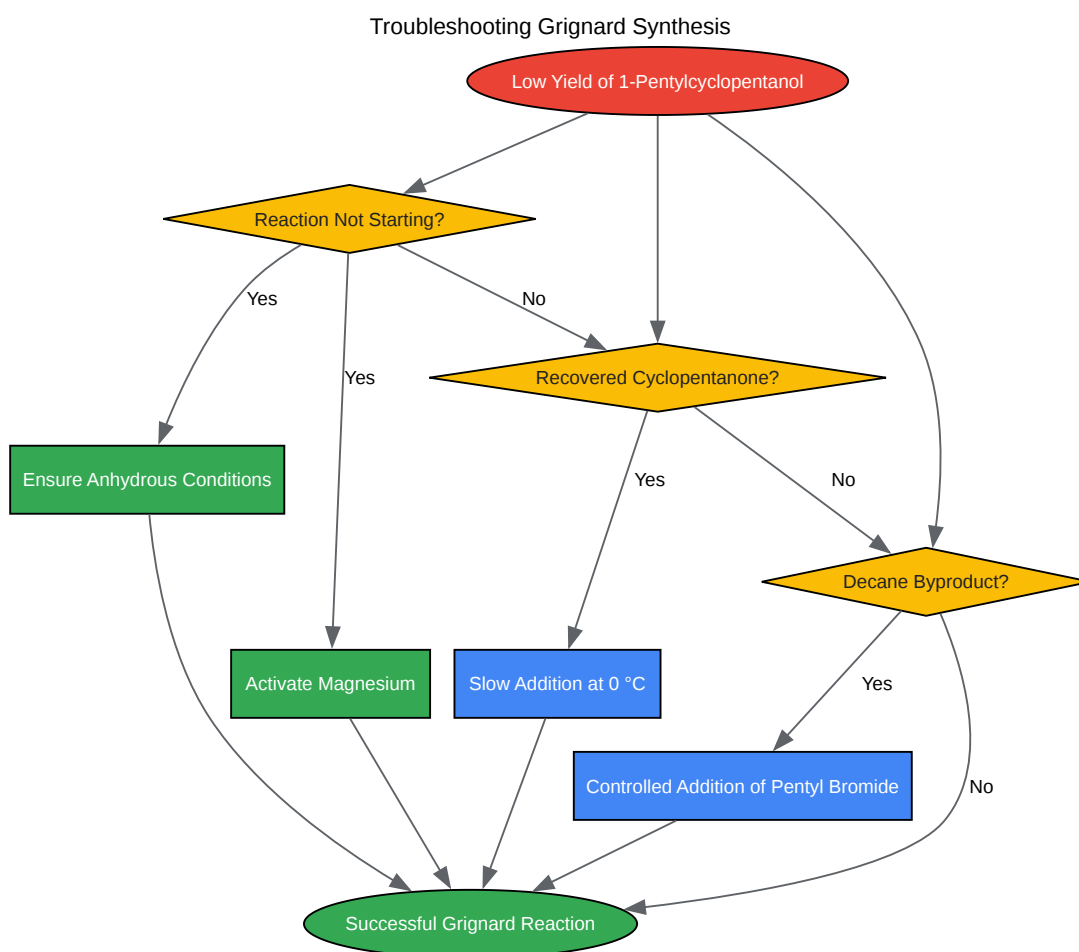 Troubleshooting Grignard Synthesis
Low Yield of 1-Pentylcyclopentanol
Reaction Not Starting?
Yes
No
Yes
Recovered Cyclopentanone?
Ensure Anhydrous Conditions
Yes
No
Decane Byproduct?
Activate Magnesium
Slow Addition at 0 °C
Yes
Controlled Addition of Pentyl Bromide
No
Successful Grignard Reaction